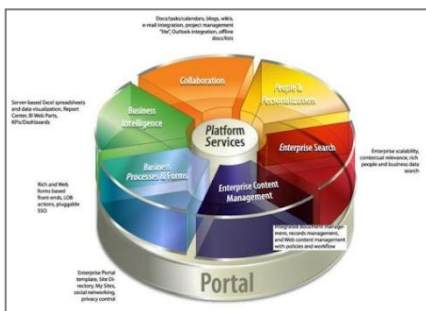 Docs/tasks/calendars, blogs, wikis,
e-mail integration, project management
"lite", Outlook integration, offline
docs/lists
Collaboration
People &
Personalization
Server-based Excel spreadsheets
and data visualization, Report
Center, BI Web Parts,
KPIs/Dashboards
Business
Intelligence
Platform
Services
Enterprise Search
Enterprise scalability,
contextual relevance, rich
people and business data
search
Business
Processes & Forms
Enterprise Content
Management
Rich and Web
forms based
front-ends, LOB
actions, pluggable
SSO
Integrated document manage-
ment, records management,
and Web content management
with policies and workflow
Portal
Enterprise Portal
template, Site Di-
rectory, My Sites,
social networking,
privacy control